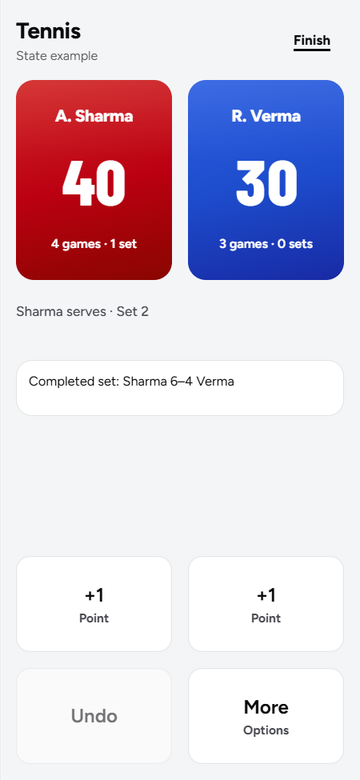 Tennis
State example
Finish
A. Sharma
40
4 games · 1 set
R. Verma
30
3 games · 0 sets
Sharma serves · Set 2
Completed set: Sharma 6–4 Verma
+1
Point
+1
Point
Undo
More
Options